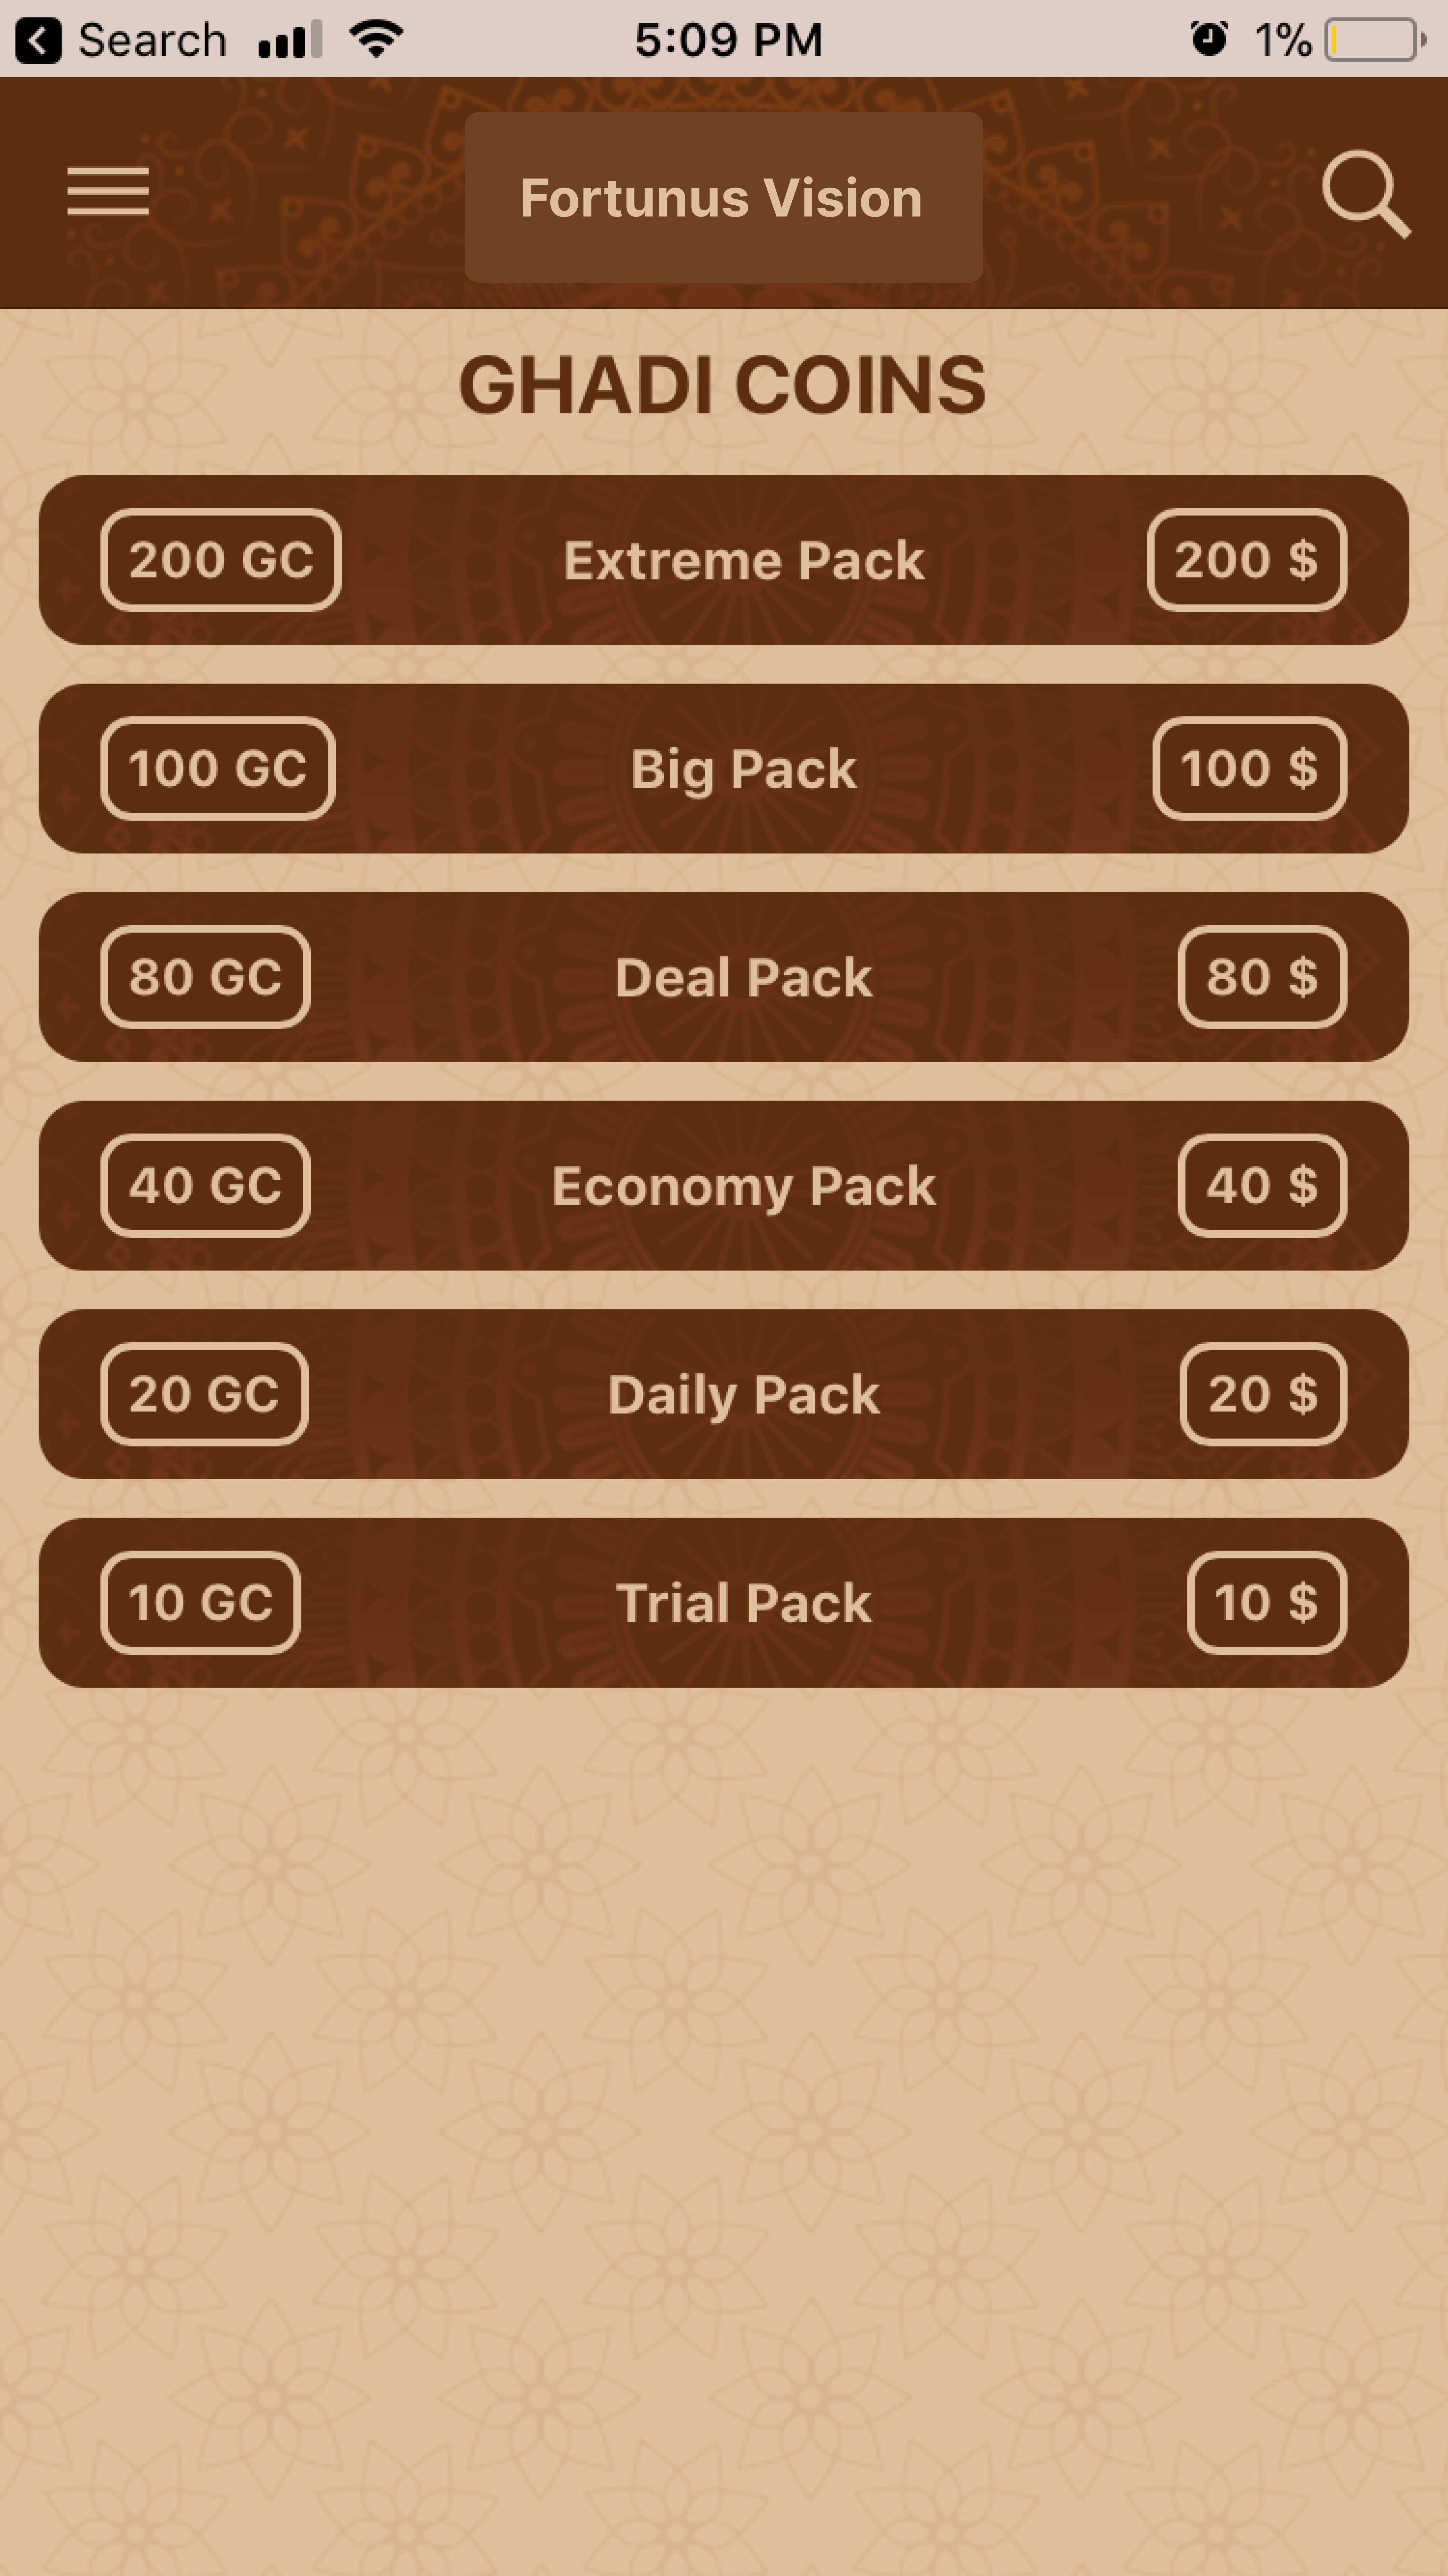 Search 5:09 PM 1%
Fortunus Vision
GHADI COINS
200 GC Extreme Pack 200 $
100 GC Big Pack 100 $
80 GC Deal Pack 80 $
40 GC Economy Pack 40 $
20 GC Daily Pack 20 $
10 GC Trial Pack 10 $